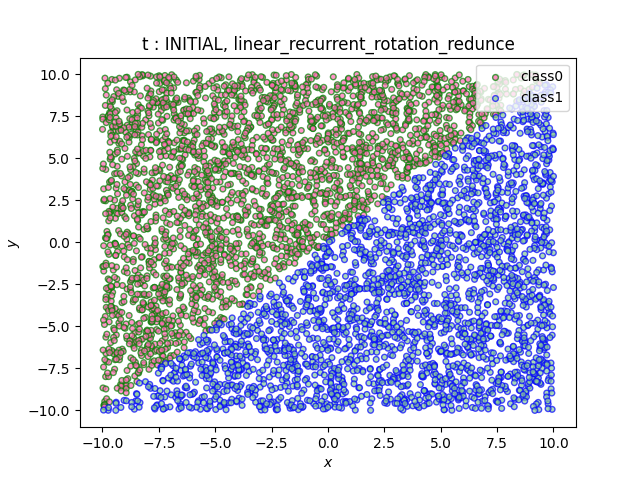 t : INITIAL, linear_recurrent_rotation_redunce
class0
class1
10.0
7.5
5.0
2.5
0.0
−2.5
−5.0
−7.5
−10.0
y
−10.0 −7.5 −5.0 −2.5 0.0 2.5 5.0 7.5 10.0
x